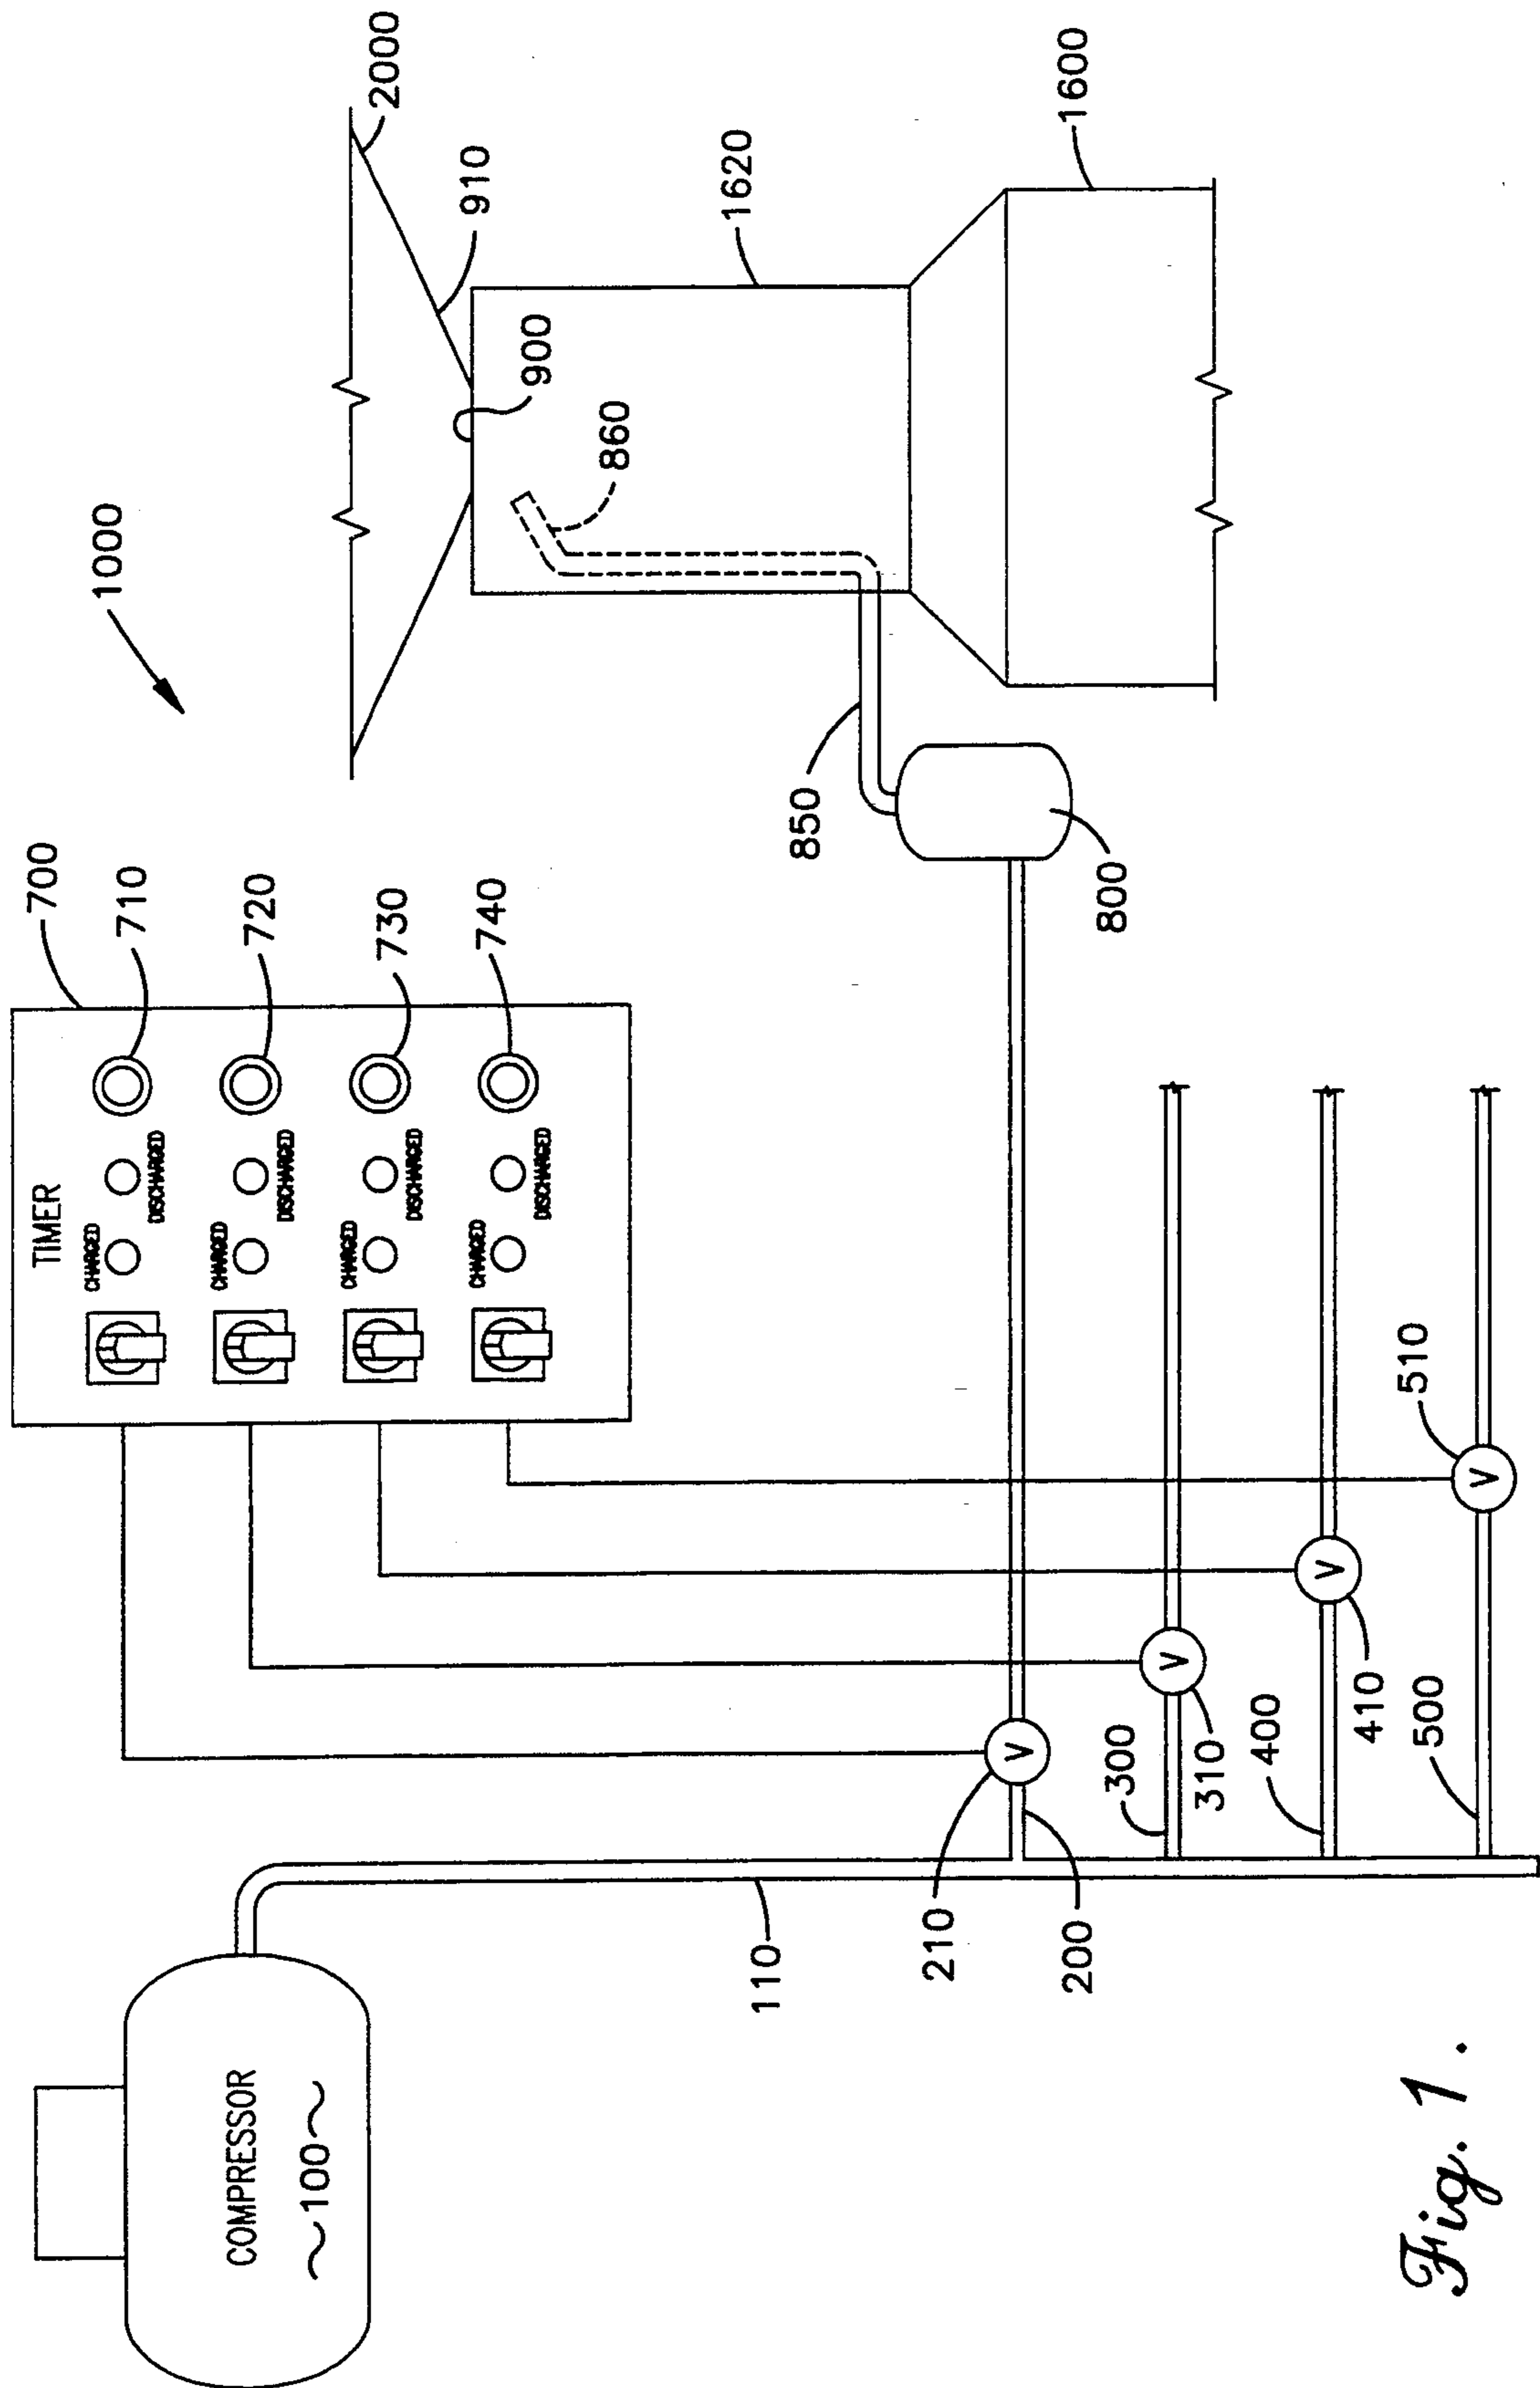 1000
2000
910
900
860
1620
1600
850
800
700
TIMER
710
CHARGED
DISCHARGED
720
CHARGED
DISCHARGED
730
CHARGED
DISCHARGED
740
CHARGED
DISCHARGED
COMPRESSOR
~100~
110
210
V
200
300
V
310
400
V
410
500
V
510
Fig. 1.